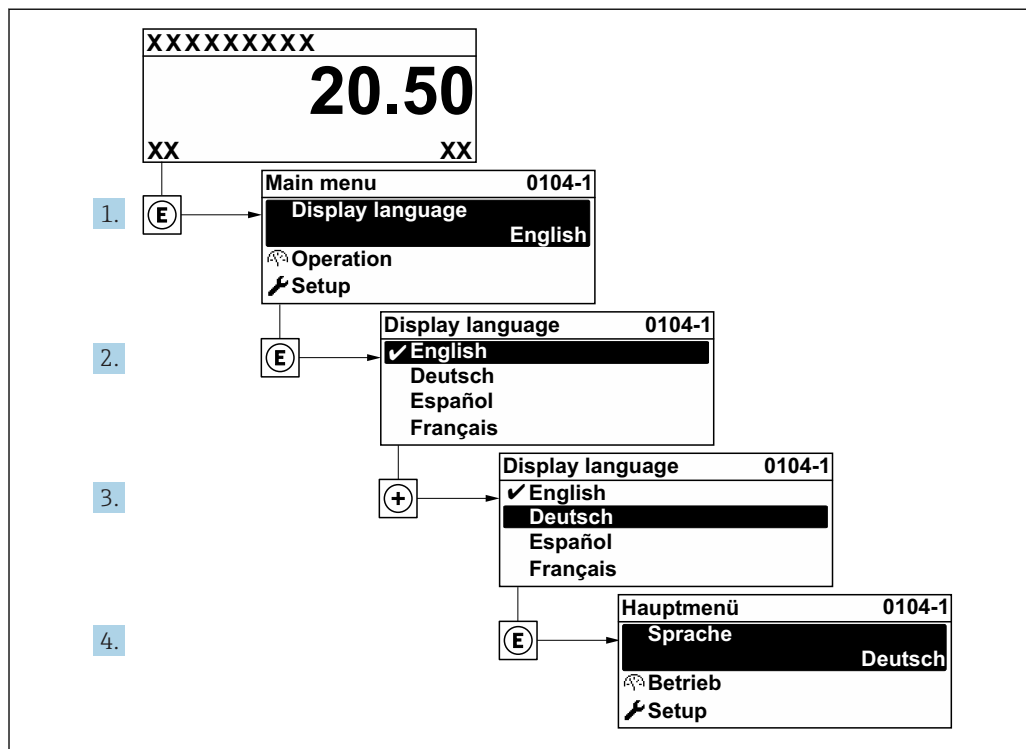 XXXXXXXXX
20.50
XX XX
1. E
Main menu 0104-1
Display language
English
Operation
Setup
2. E
Display language 0104-1
✔English
Deutsch
Español
Français
3. +
Display language 0104-1
✔English
Deutsch
Español
Français
4. E
Hauptmenü 0104-1
Sprache
Deutsch
Betrieb
Setup